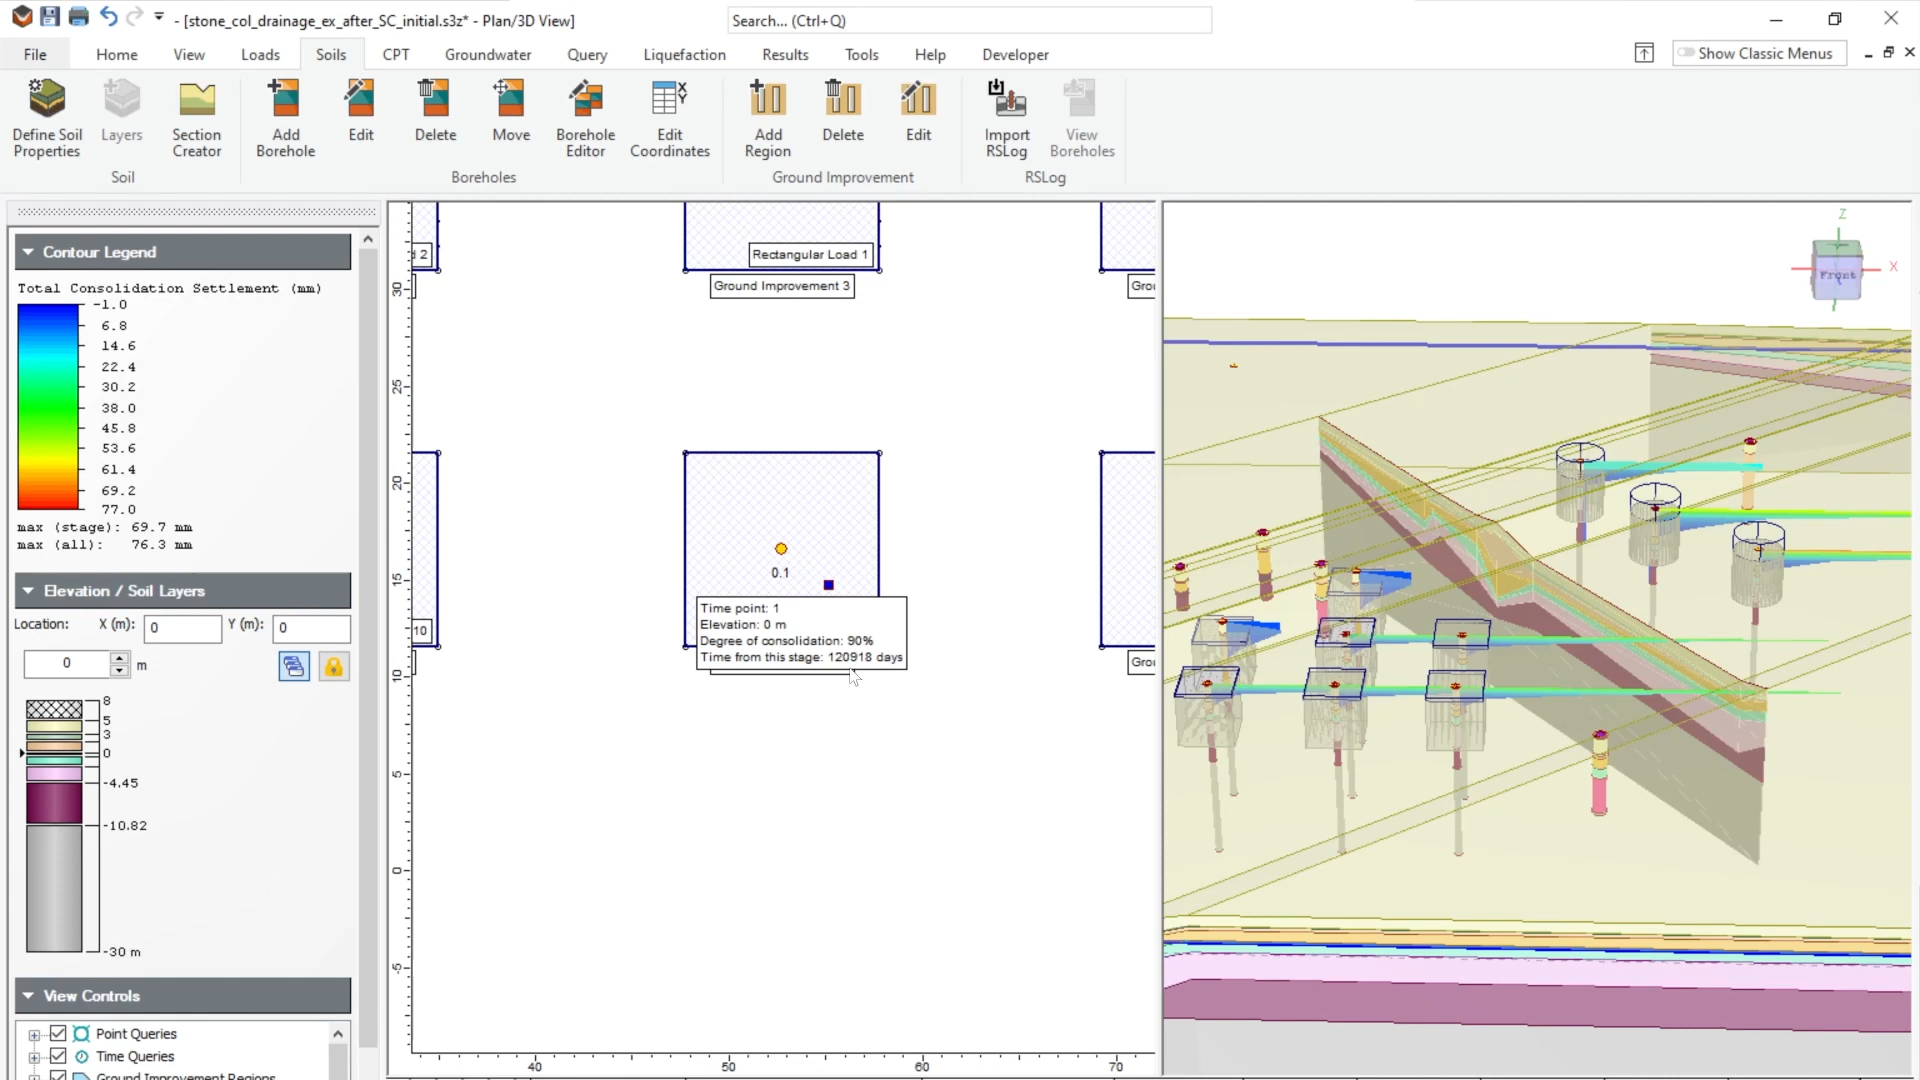 - [stone_col_drainage_ex_after_SC_initial.s3z* - Plan/3D View]
Search... (Ctrl+Q)
File
Home
View
Loads
Soils
CPT
Groundwater
Query
Liquefaction
Results
Tools
Help
Developer
Show Classic Menus
Define Soil
Properties
Layers
Section
Creator
Add
Borehole
Edit
Delete
Move
Borehole
Editor
Edit
Coordinates
Add
Region
Delete
Edit
Import
RSLog
View
Boreholes
Soil
Boreholes
Ground Improvement
RSLog
Contour Legend
Total Consolidation Settlement (mm)
-1.0
6.8
14.6
22.4
30.2
38.0
45.8
53.6
61.4
69.2
77.0
max (stage): 69.7 mm
max (all): 76.3 mm
Elevation / Soil Layers
Location: X (m): 0 Y (m): 0
0 m
8
5
3
0
-4.45
-10.82
-30 m
View Controls
Point Queries
Time Queries
Ground Improvement Regions
d 2
Rectangular Load 1
Ground Improvement 3
Grou
0.1
10
Time point: 1
Elevation: 0 m
Degree of consolidation: 90%
Time from this stage: 120918 days
Grou
30
25
20
15
10
5
0
-5
40
50
60
70
Z
X
Front